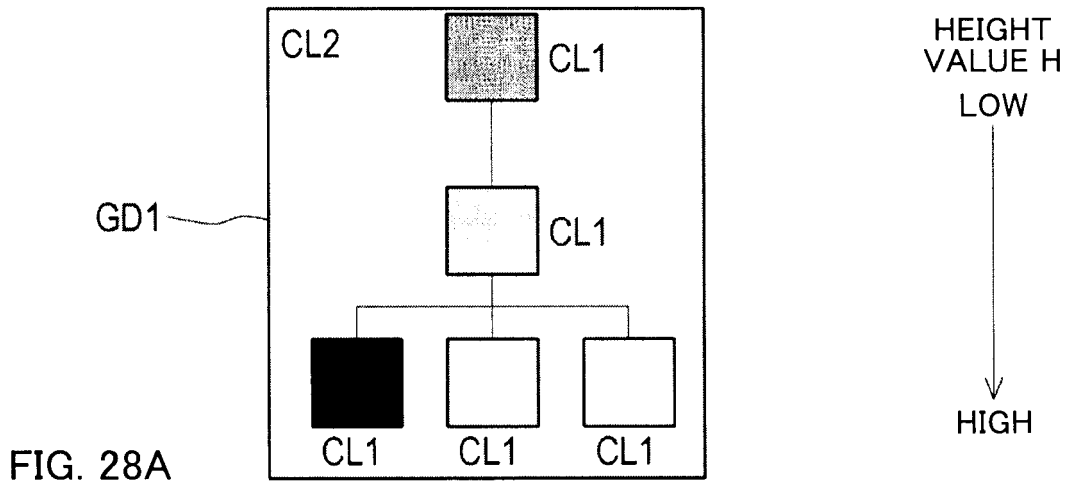 CL2
CL1
HEIGHT
VALUE H
LOW
GD1
CL1
CL1
CL1
CL1
HIGH
FIG. 28A